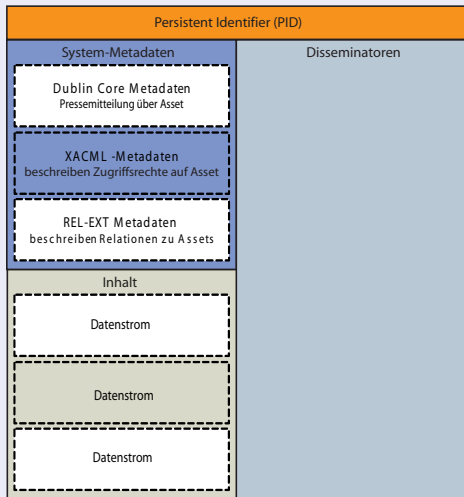 Persistent Identifier (PID)
System-Metadaten
Dublin Core Metadaten
Pressemitteilung über Asset
XACML -Metadaten
beschreiben Zugriffsrechte auf Asset
REL-EXT Metadaten
beschreiben Relationen zu Assets
Inhalt
Datenstrom
Datenstrom
Datenstrom
Disseminatoren